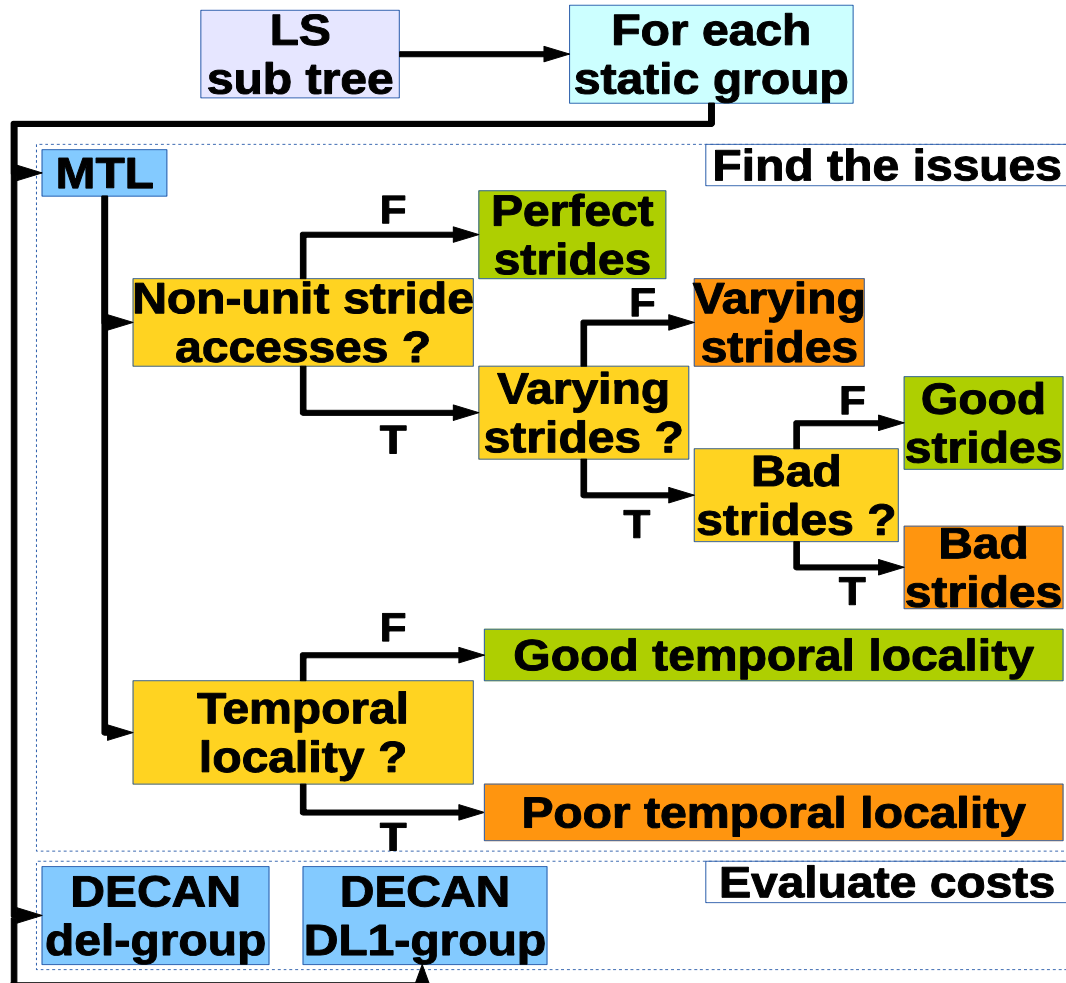 LS
sub tree
For each
static group
MTL
Find the issues
F
Perfect
strides
Non-unit stride
accesses ?
F
Varying
strides
T
Varying
strides ?
F
Good
strides
T
Bad
strides ?
Bad
strides
T
F
Good temporal locality
Temporal
locality ?
T
Poor temporal locality
DECAN
del-group
DECAN
DL1-group
Evaluate costs